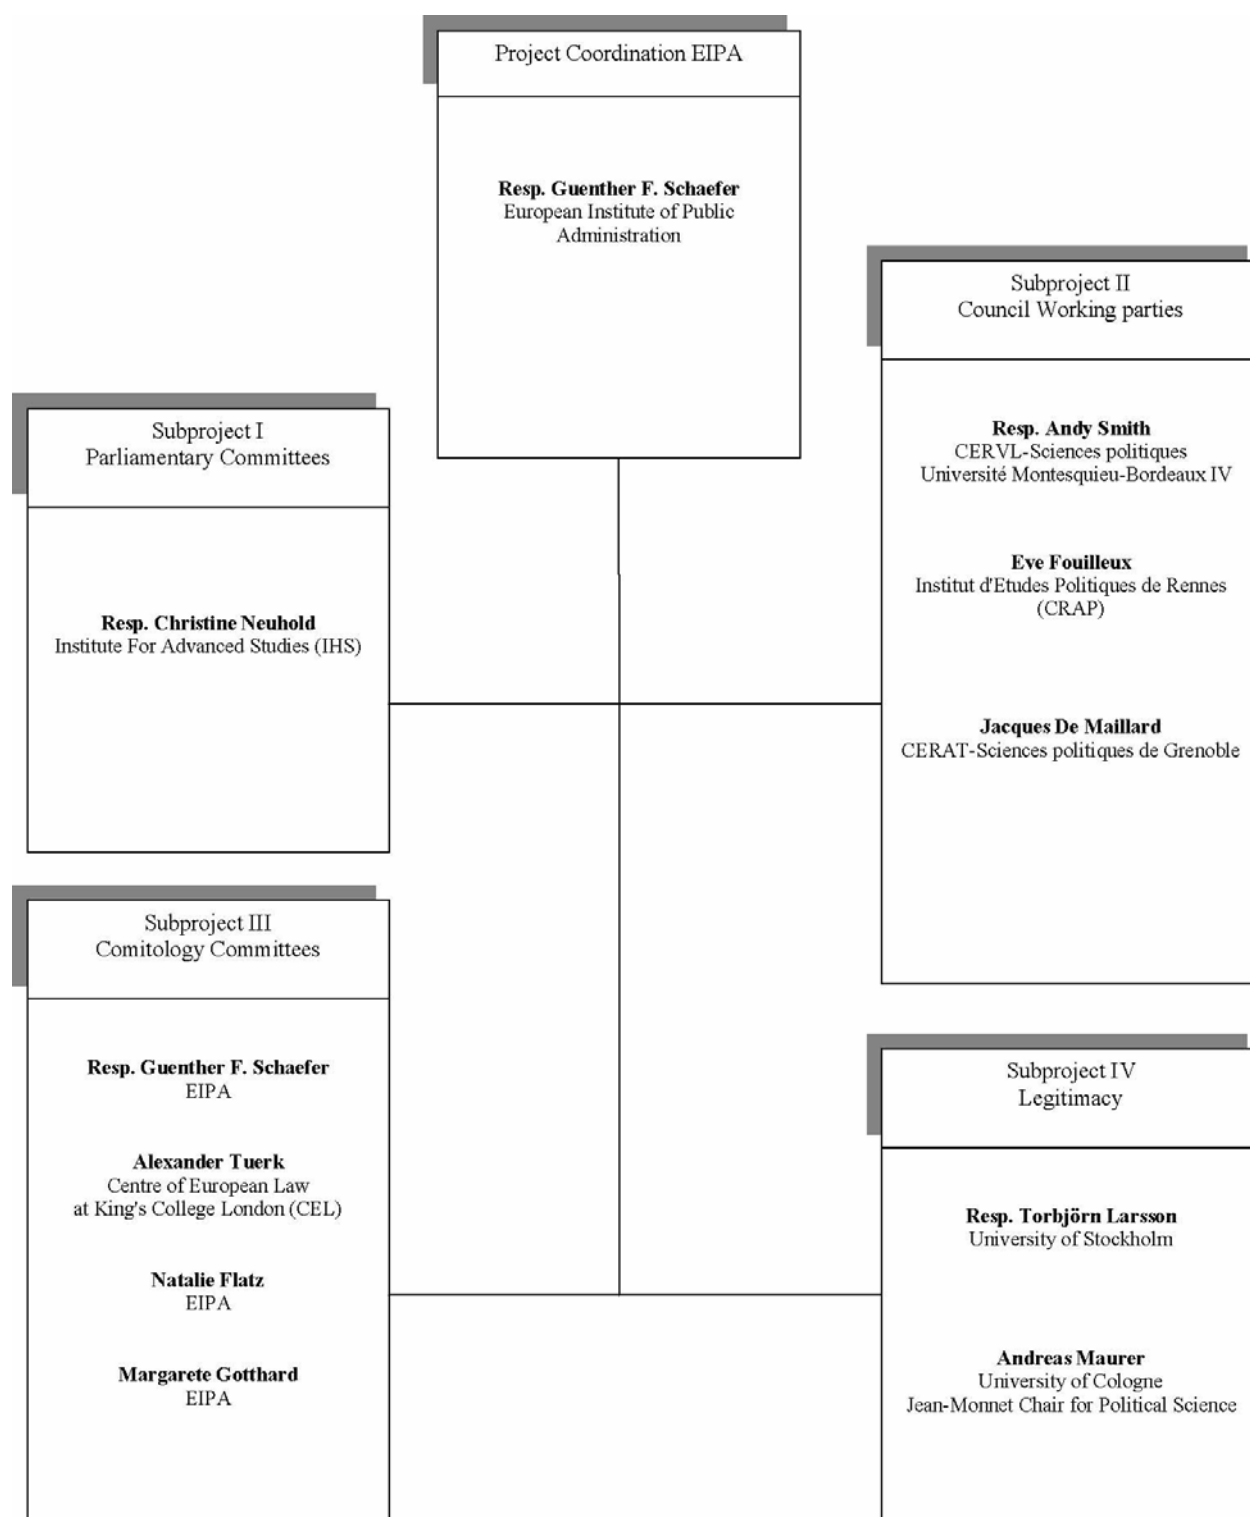 Project Coordination EIPA
Resp. Guenther F. Schaefer
European Institute of Public
Administration
Subproject II
Council Working parties
Resp. Andy Smith
CERVL-Sciences politiques
Université Montesquieu-Bordeaux IV
Eve Fouilleux
Institut d'Etudes Politiques de Rennes
(CRAP)
Jacques De Maillard
CERAT-Sciences politiques de Grenoble
Subproject I
Parliamentary Committees
Resp. Christine Neuhold
Institute For Advanced Studies (IHS)
Subproject III
Comitology Committees
Resp. Guenther F. Schaefer
EIPA
Alexander Tuerk
Centre of European Law
at King's College London (CEL)
Natalie Flatz
EIPA
Margarete Gotthard
EIPA
Subproject IV
Legitimacy
Resp. Torbjörn Larsson
University of Stockholm
Andreas Maurer
University of Cologne
Jean-Monnet Chair for Political Science